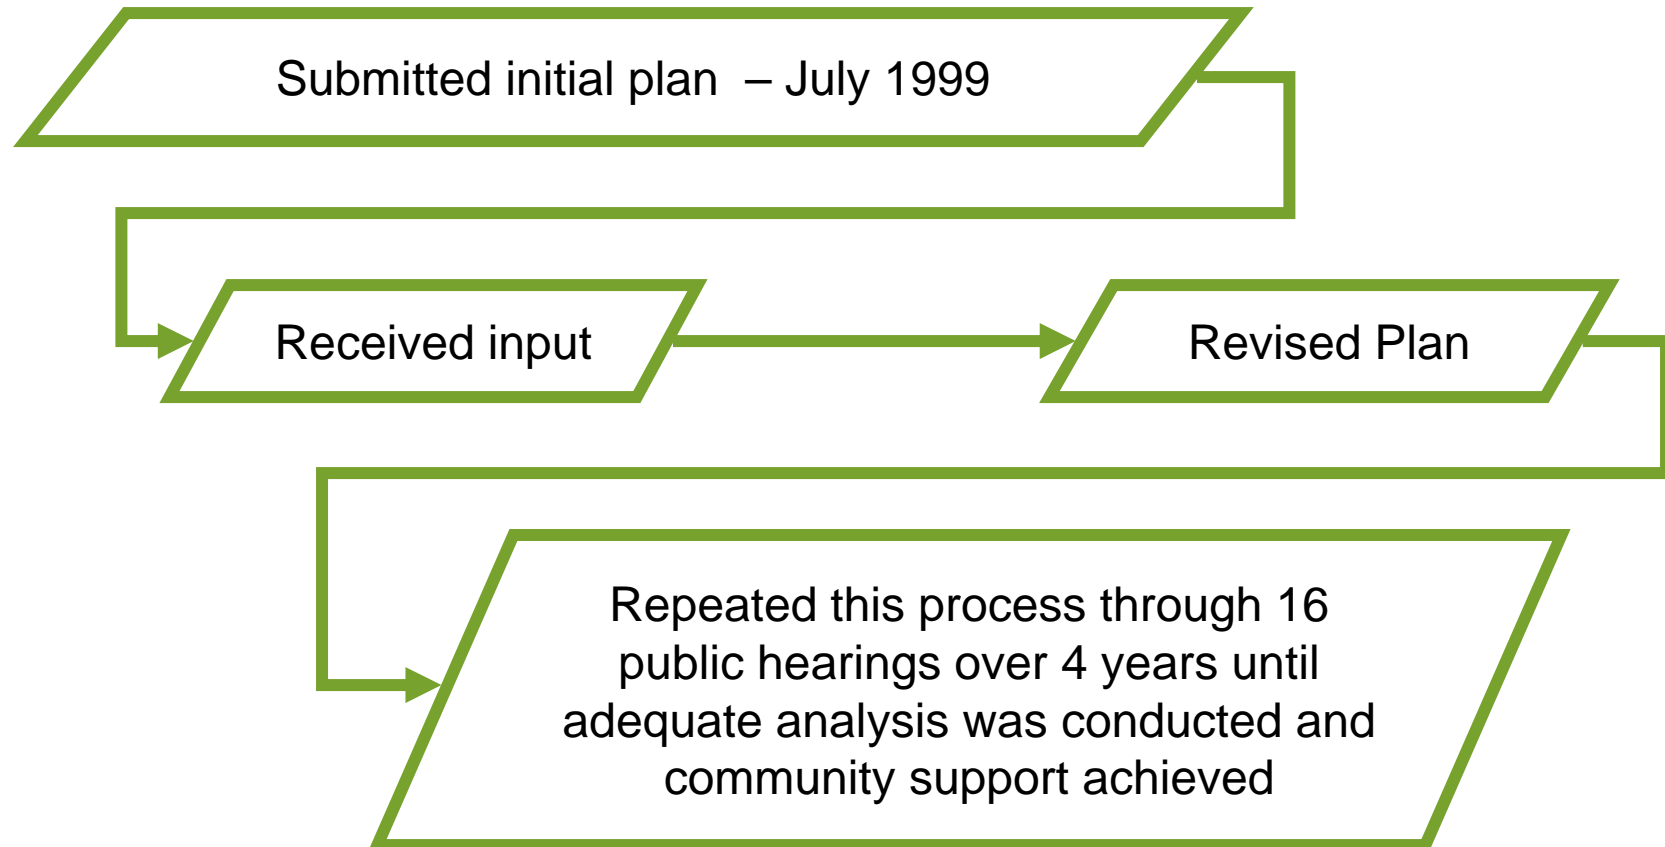 Submitted initial plan – July 1999
Received input
Revised Plan
Repeated this process through 16
public hearings over 4 years until
adequate analysis was conducted and
community support achieved